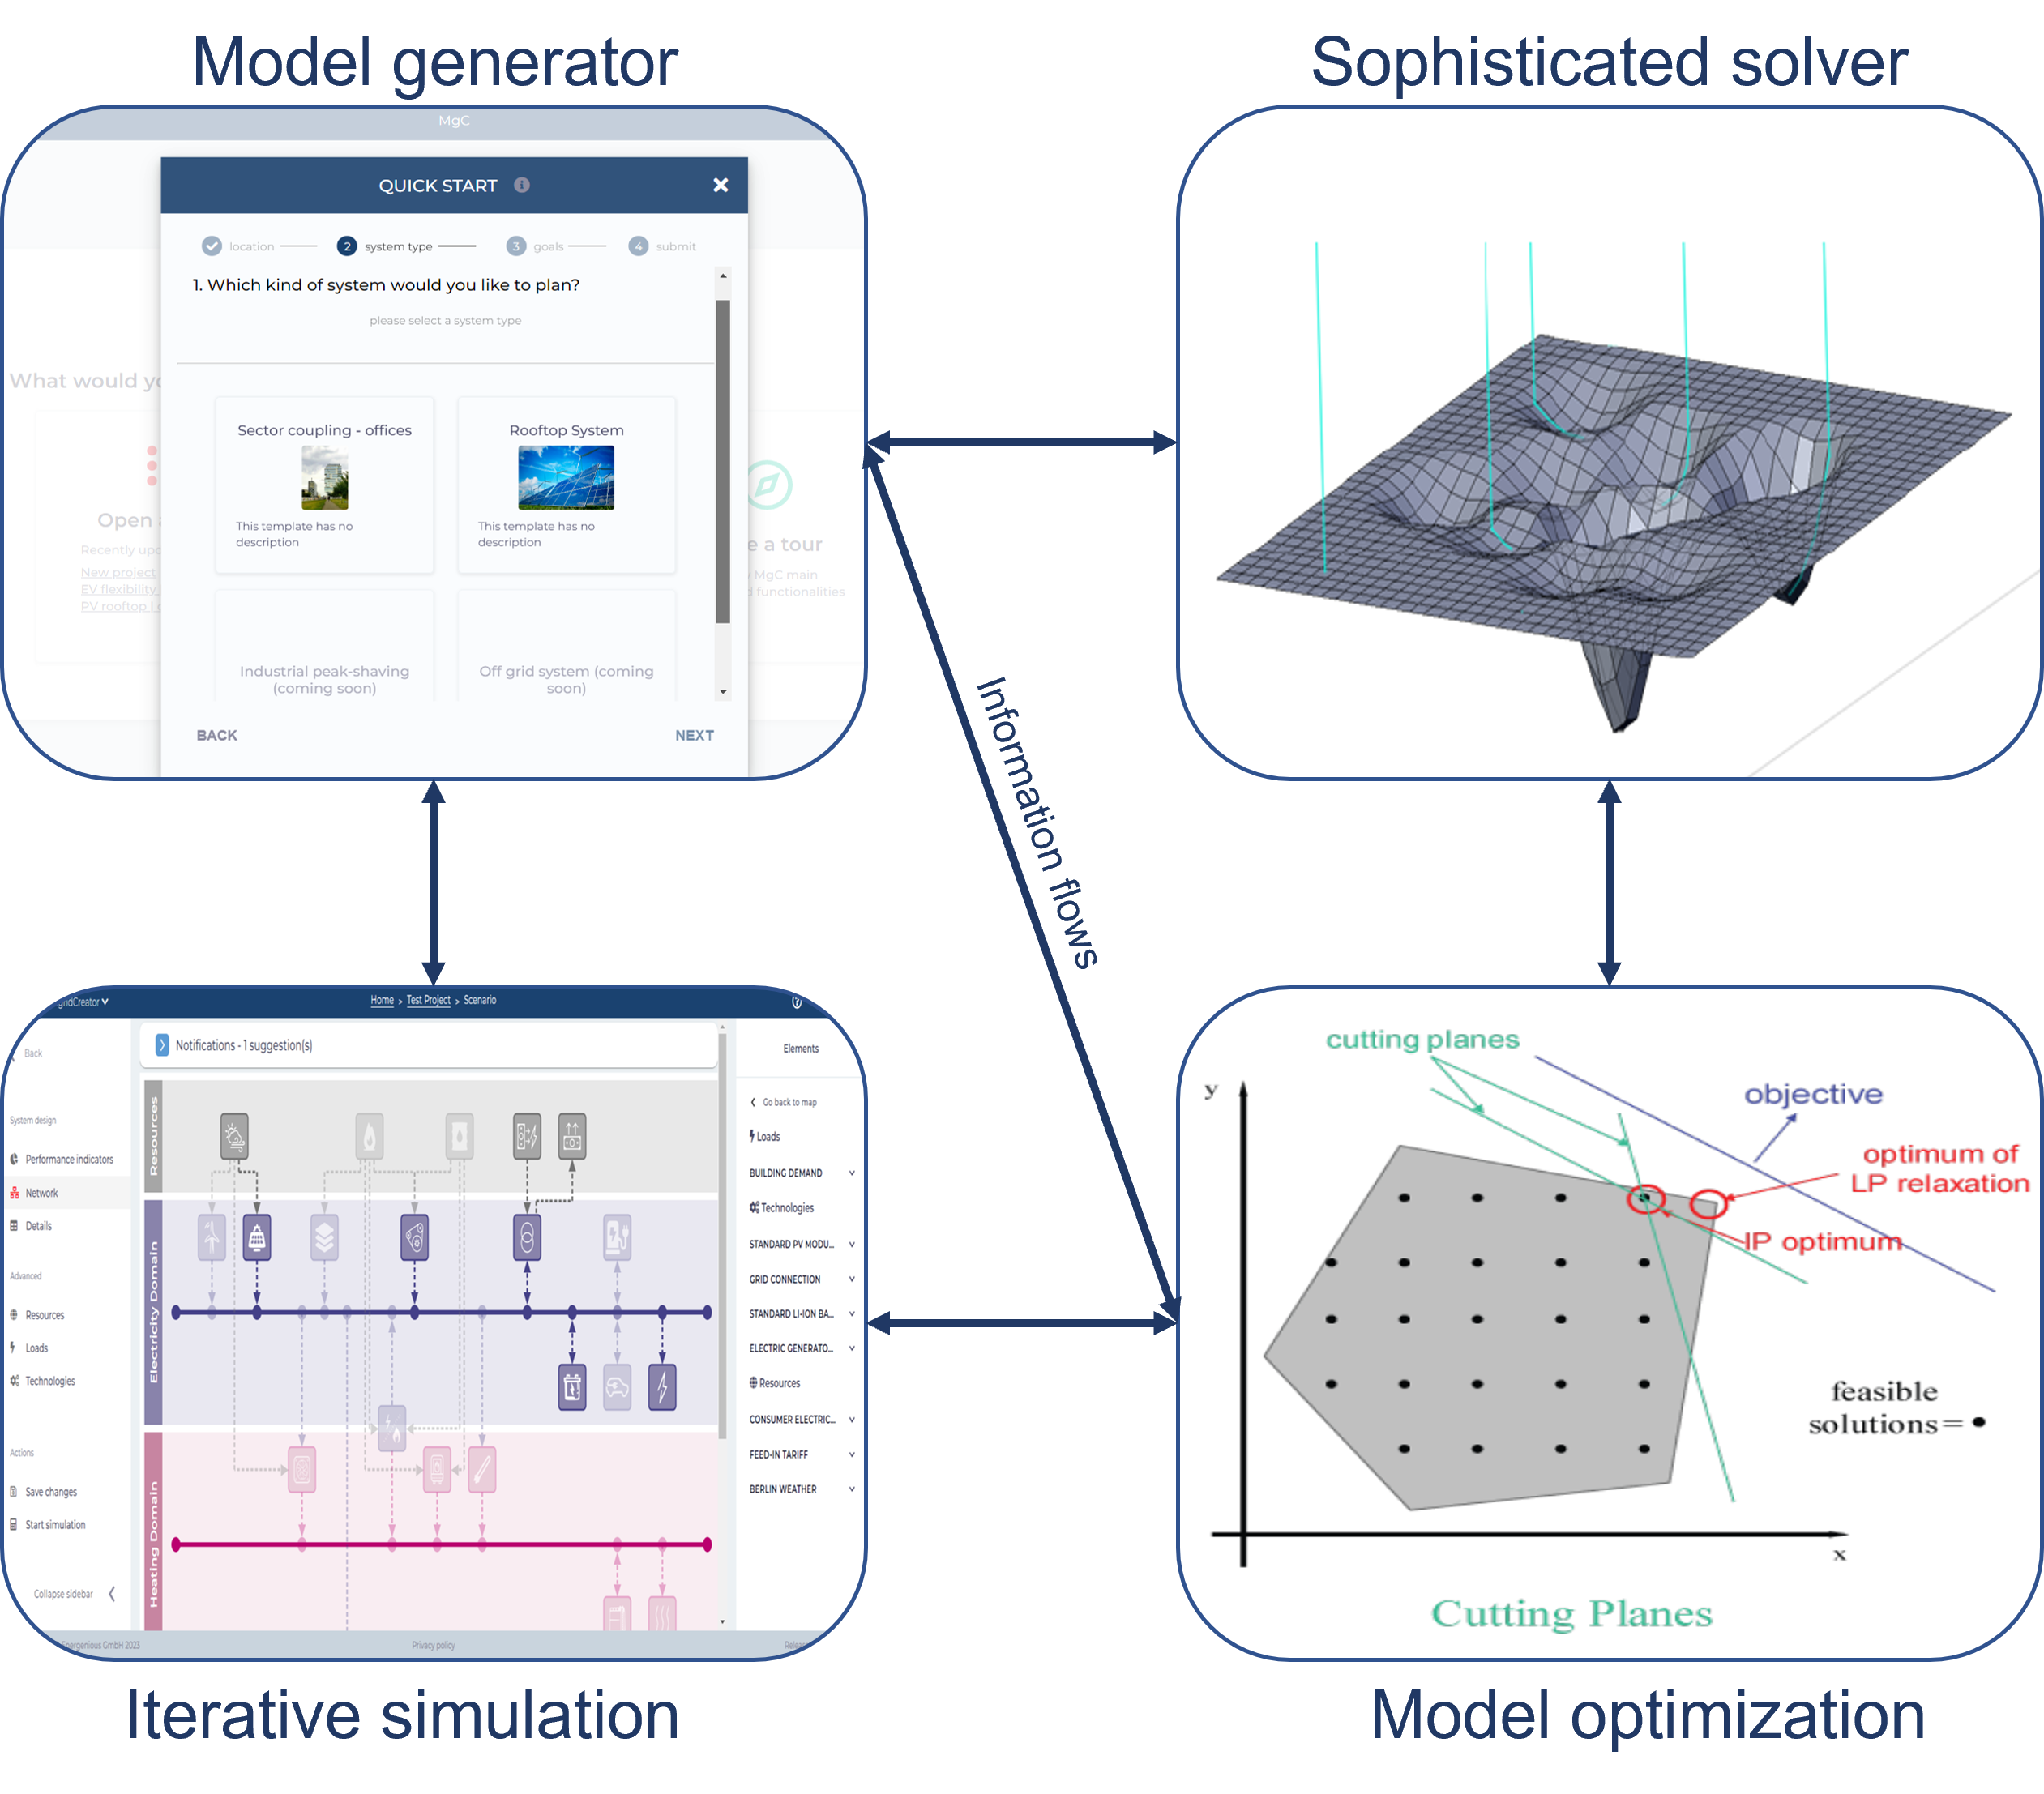 Model generator
Sophisticated solver
MgC
QUICK START
location
2 system type
3 goals
4 submit
1. Which kind of system would you like to plan?
please select a system type
What would yo
Sector coupling - offices
Rooftop System
This template has no
description
This template has no
description
Open
Recently upd
New project
EV flexibility
PV rooftop |
e a tour
MgC main
d functionalities
Industrial peak-shaving
(coming soon)
Off grid system (coming
soon)
BACK
NEXT
Information flows
gridCreator
Home > Test Project > Scenario
Back
Notifications - 1 suggestion(s)
Elements
System design
Performance indicators
Network
Details
Advanced
Resources
Loads
Technologies
Actions
Save changes
Start simulation
Collapse sidebar
Resources
Electricity Domain
Heating Domain
Go back to map
Loads
BUILDING DEMAND
Technologies
STANDARD PV MODU...
GRID CONNECTION
STANDARD LI-ION BA...
ELECTRIC GENERATO...
Resources
CONSUMER ELECTRIC...
FEED-IN TARIFF
BERLIN WEATHER
Energenious GmbH 2023
Privacy policy
Relea
cutting planes
y
objective
optimum of
LP relaxation
IP optimum
feasible
solutions=
x
Cutting Planes
Iterative simulation
Model optimization